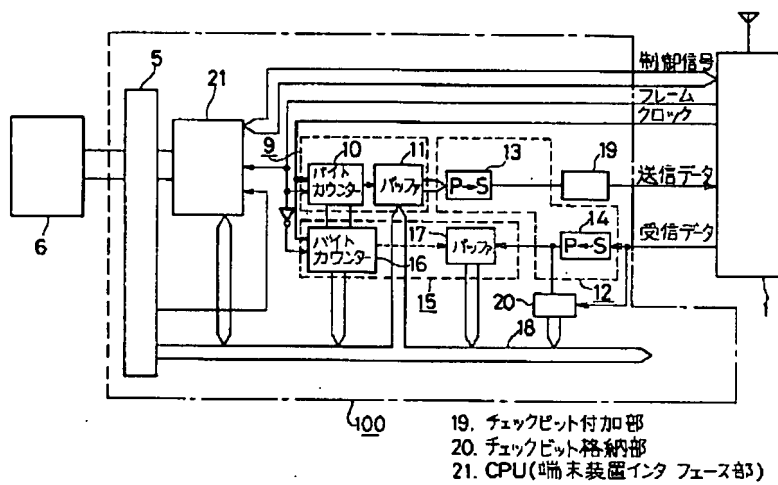 5
21
制御信号
フレーム
クロック
9
10
11
13
19
バイト
カウンター
バッファ
P→S
送信データ
6
14
17
バイト
カウンター
バッファ
P←S
受信データ
16
15
20
12
18
100
19. チェックビット付加部
20. チェックビット格納部
21. CPU(端末装置インタフェース部)